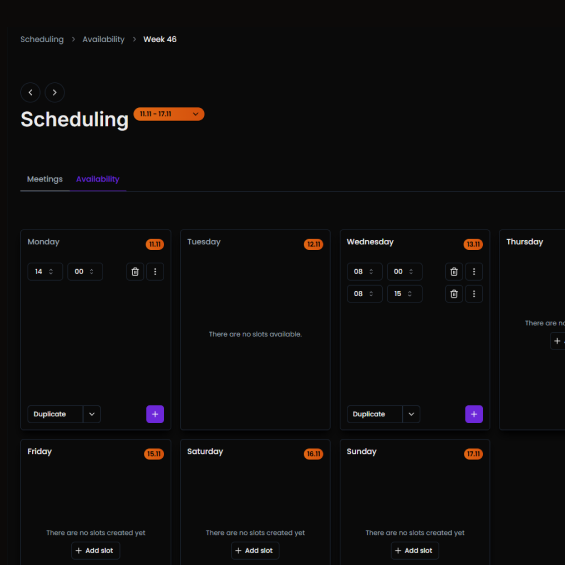 Scheduling > Availability > Week 46
Scheduling 11.11 - 17.11
Meetings Availability
Monday 11.11
14 00
Duplicate
Tuesday 12.11
There are no slots available.
Wednesday 13.11
08 00
08 15
Duplicate
Thursday
There are no
Friday 15.11
There are no slots created yet
+ Add slot
Saturday 16.11
There are no slots created yet
+ Add slot
Sunday 17.11
There are no slots created yet
+ Add slot